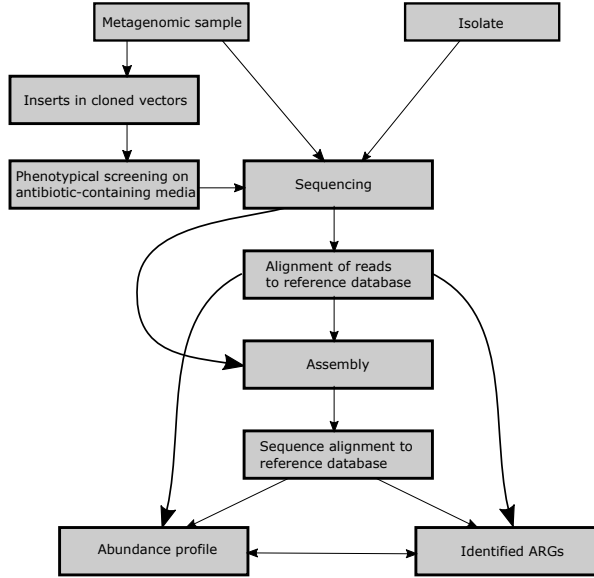 Metagenomic sample
Isolate
Inserts in cloned vectors
Phenotypical screening on
antibiotic-containing media
Sequencing
Alignment of reads
to reference database
Assembly
Sequence alignment to
reference database
Abundance profile
Identified ARGs